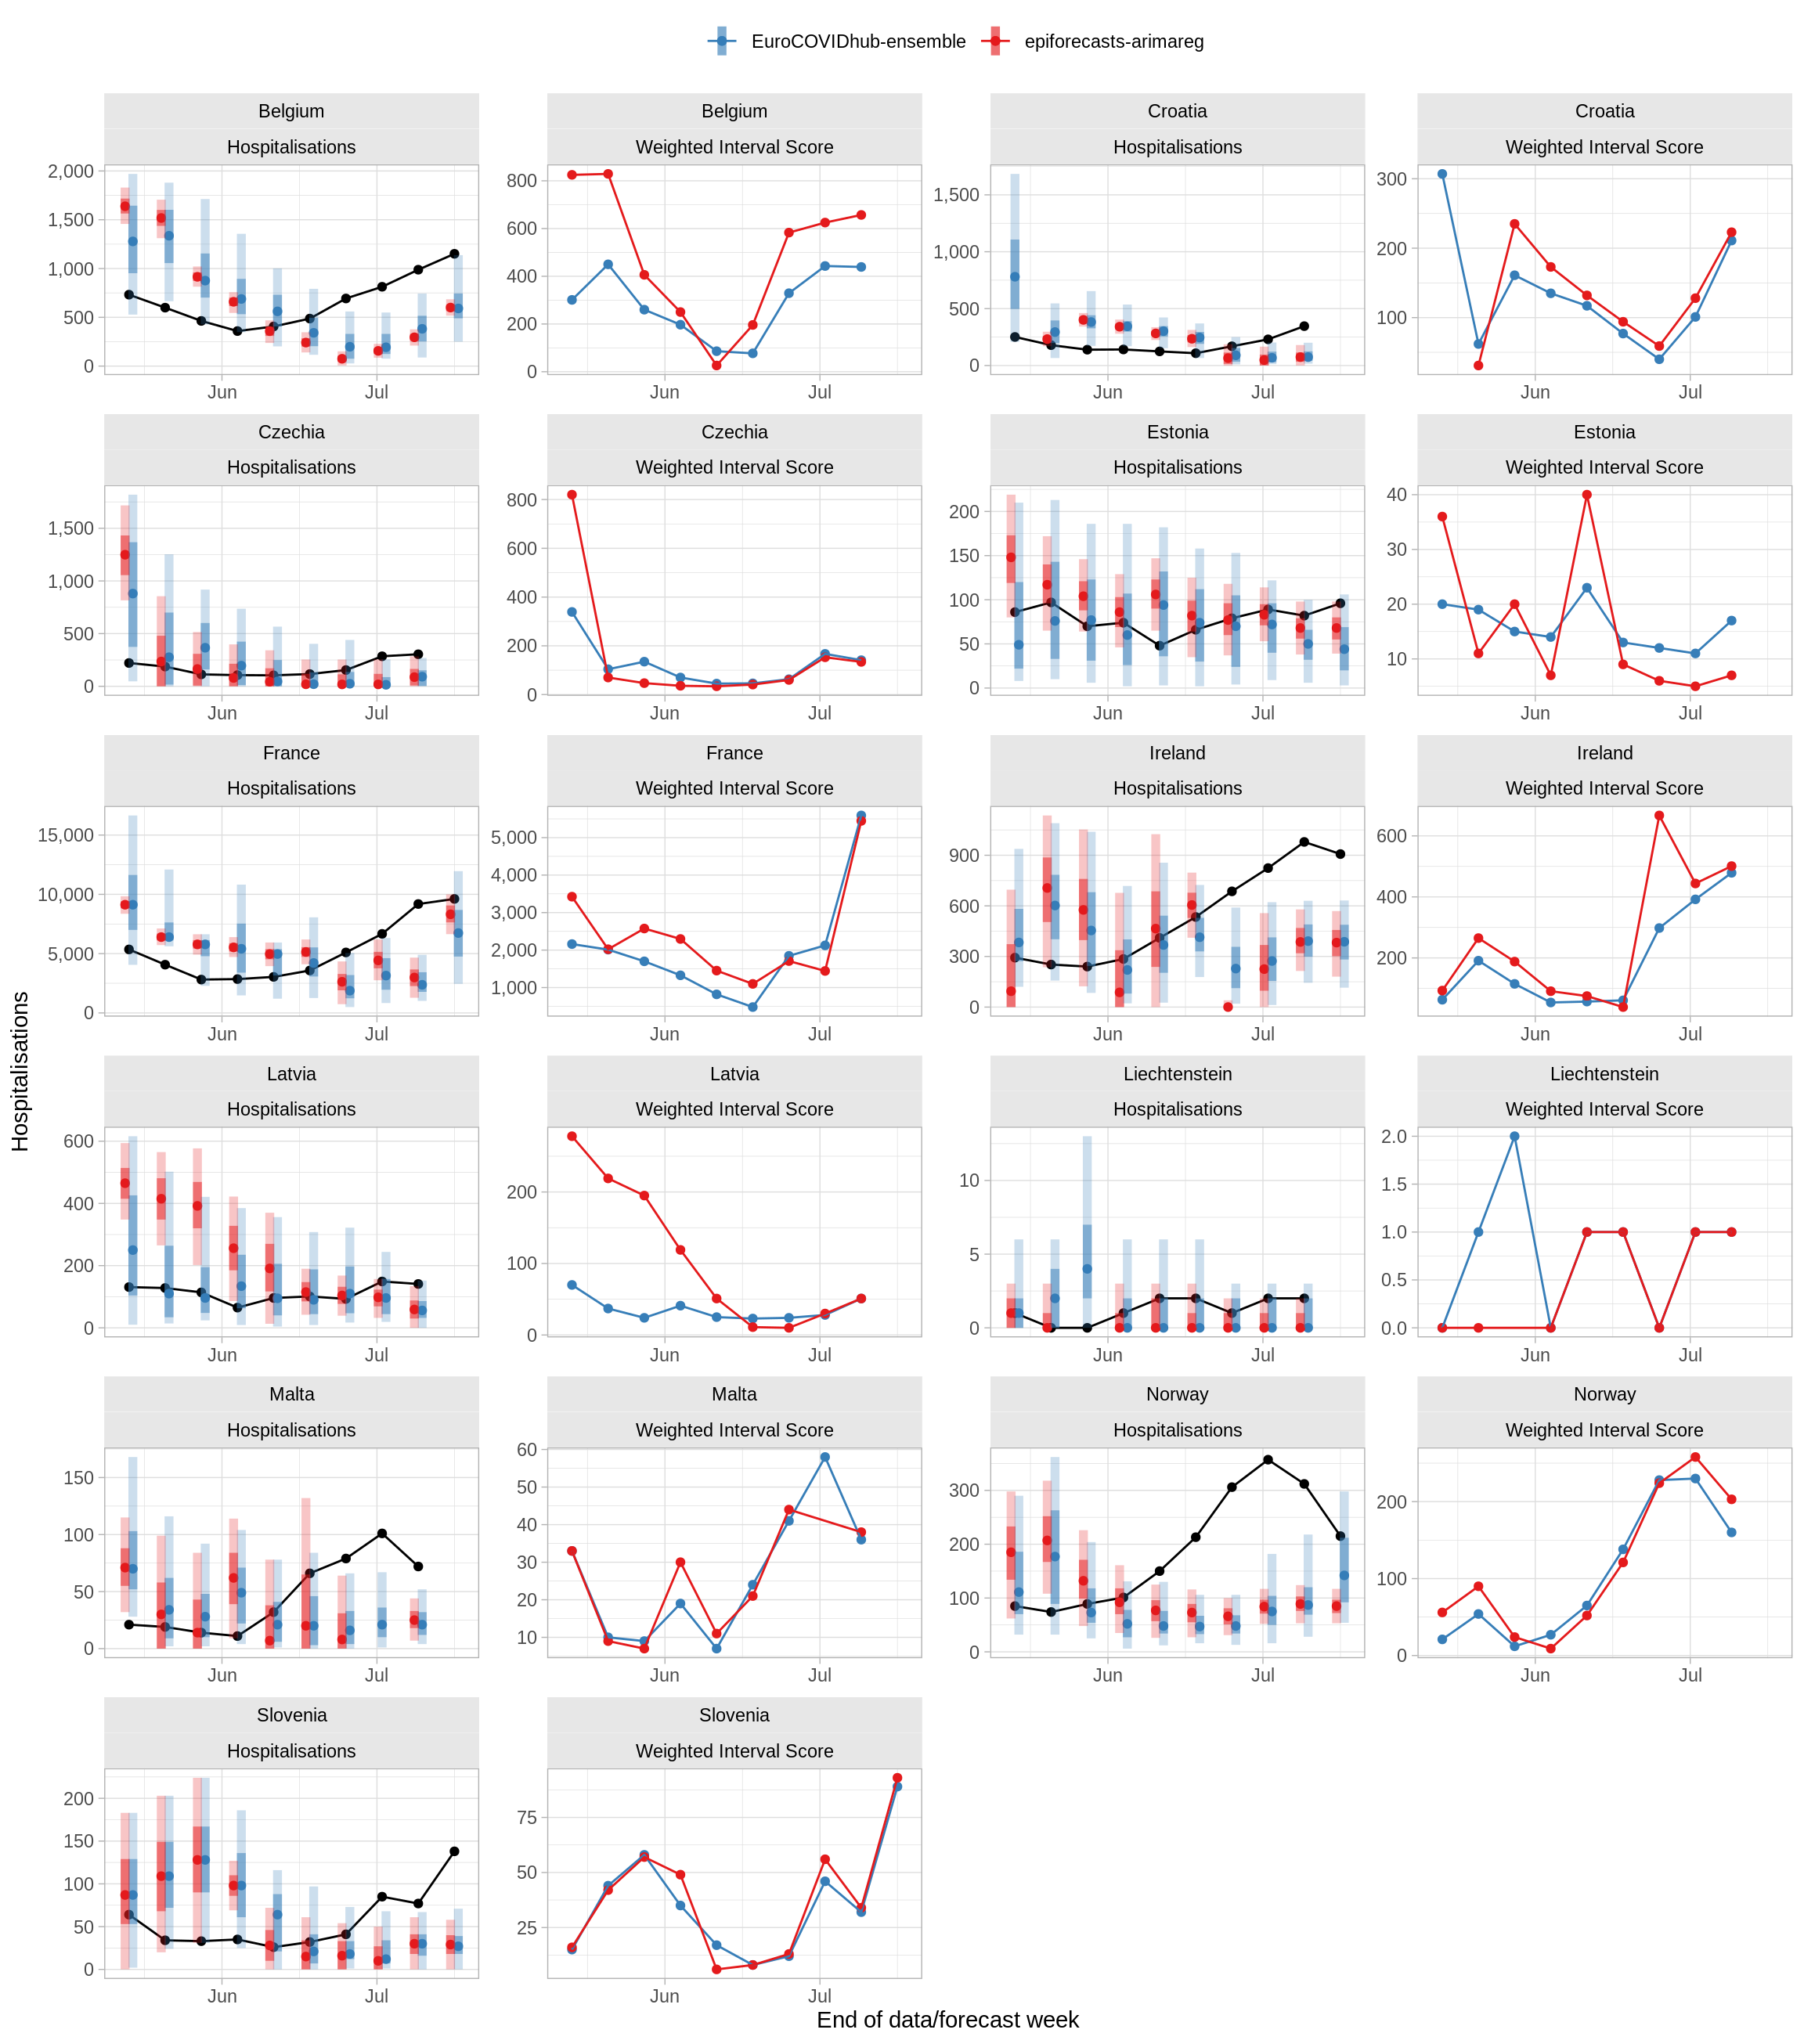 EuroCOVIDhub-ensemble epiforecasts-arimareg
Belgium Belgium Croatia Croatia
Hospitalisations Weighted Interval Score Hospitalisations Weighted Interval Score
2,000
1,500
1,000
500
0
Jun Jul
800
600
400
200
0
Jun Jul
1,500
1,000
500
0
Jun Jul
300
200
100
Jun Jul
Czechia Czechia Estonia Estonia
Hospitalisations Weighted Interval Score Hospitalisations Weighted Interval Score
1,500
1,000
500
0
Jun Jul
800
600
400
200
0
Jun Jul
200
150
100
50
0
Jun Jul
40
30
20
10
Jun Jul
France France Ireland Ireland
Hospitalisations Weighted Interval Score Hospitalisations Weighted Interval Score
15,000
10,000
5,000
0
Jun Jul
5,000
4,000
3,000
2,000
1,000
Jun Jul
900
600
300
0
Jun Jul
600
400
200
Jun Jul
Hospitalisations
Latvia Latvia Liechtenstein Liechtenstein
Hospitalisations Weighted Interval Score Hospitalisations Weighted Interval Score
600
400
200
0
Jun Jul
200
100
0
Jun Jul
10
5
0
Jun Jul
2.0
1.5
1.0
0.5
0.0
Jun Jul
Malta Malta Norway Norway
Hospitalisations Weighted Interval Score Hospitalisations Weighted Interval Score
150
100
50
0
Jun Jul
60
50
40
30
20
10
Jun Jul
300
200
100
0
Jun Jul
200
100
0
Jun Jul
Slovenia Slovenia
Hospitalisations Weighted Interval Score
200
150
100
50
0
Jun Jul
75
50
25
Jun Jul
End of data/forecast week